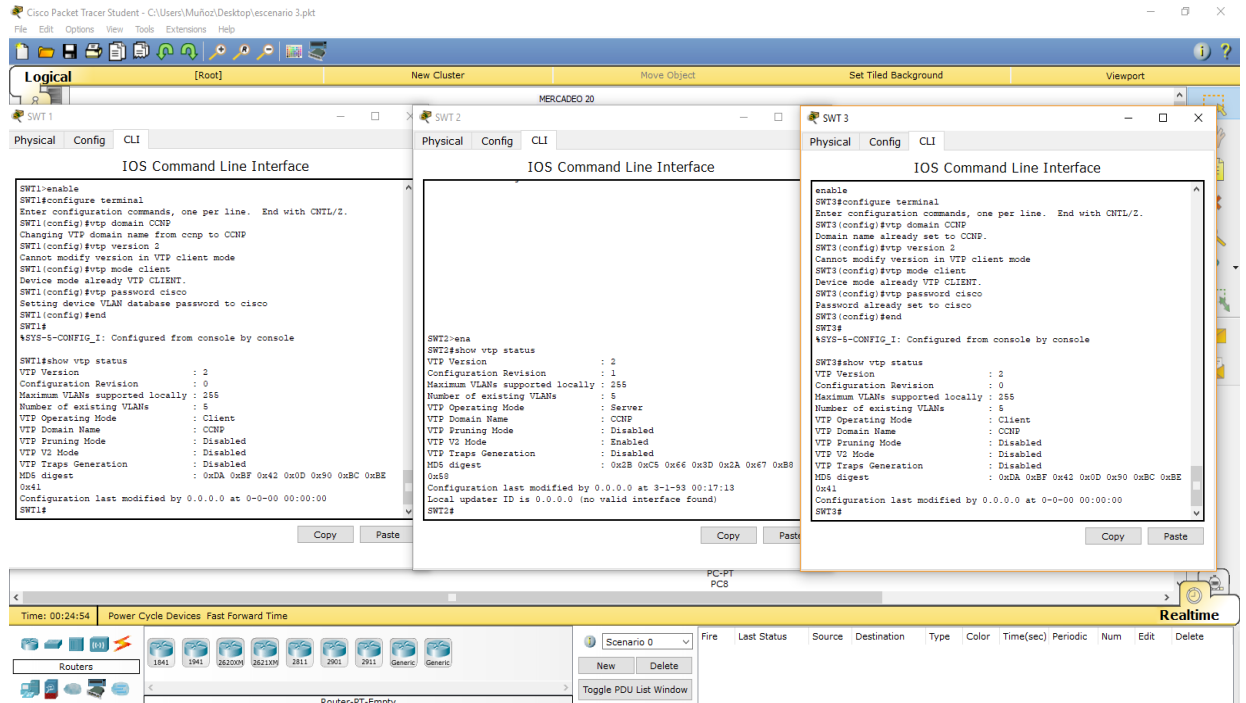 Cisco Packet Tracer Student - C:\Users\Muñoz\Desktop\escenario 3.pkt
File Edit Options View Tools Extensions Help
Logical [Root] New Cluster Move Object Set Tiled Background Viewport
MERCADEO 20
SWT 1
Physical Config CLI
IOS Command Line Interface
SWT1>enable
SWT1#configure terminal
Enter configuration commands, one per line. End with CNTL/Z.
SWT1(config)#vtp domain CCNP
Changing VTP domain name from ccnp to CCNP
SWT1(config)#vtp version 2
Cannot modify version in VTP client mode
SWT1(config)#vtp mode client
Device mode already VTP CLIENT.
SWT1(config)#vtp password cisco
Setting device VLAN database password to cisco
SWT1(config)#end
SWT1#
%SYS-5-CONFIG_I: Configured from console by console
SWT1#show vtp status
VTP Version : 2
Configuration Revision : 0
Maximum VLANs supported locally : 255
Number of existing VLANs : 5
VTP Operating Mode : Client
VTP Domain Name : CCNP
VTP Pruning Mode : Disabled
VTP V2 Mode : Disabled
VTP Traps Generation : Disabled
MD5 digest : 0xDA 0xBF 0x42 0x0D 0x90 0xBC 0xBE
0x41
Configuration last modified by 0.0.0.0 at 0-0-00 00:00:00
SWT1#
Copy Paste
SWT 2
Physical Config CLI
IOS Command Line Interface
SWT2>ena
SWT2#show vtp status
VTP Version : 2
Configuration Revision : 1
Maximum VLANs supported locally : 255
Number of existing VLANs : 5
VTP Operating Mode : Server
VTP Domain Name : CCNP
VTP Pruning Mode : Disabled
VTP V2 Mode : Enabled
VTP Traps Generation : Disabled
MD5 digest : 0x2B 0xC5 0x66 0x3D 0x2A 0x67 0xB8
0x58
Configuration last modified by 0.0.0.0 at 3-1-93 00:17:13
Local updater ID is 0.0.0.0 (no valid interface found)
SWT2#
Copy Paste
SWT 3
Physical Config CLI
IOS Command Line Interface
enable
SWT3#configure terminal
Enter configuration commands, one per line. End with CNTL/Z.
SWT3(config)#vtp domain CCNP
Domain name already set to CCNP.
SWT3(config)#vtp version 2
Cannot modify version in VTP client mode
SWT3(config)#vtp mode client
Device mode already VTP CLIENT.
SWT3(config)#vtp password cisco
Password already set to cisco
SWT3(config)#end
SWT3#
%SYS-5-CONFIG_I: Configured from console by console
SWT3#show vtp status
VTP Version : 2
Configuration Revision : 0
Maximum VLANs supported locally : 255
Number of existing VLANs : 5
VTP Operating Mode : Client
VTP Domain Name : CCNP
VTP Pruning Mode : Disabled
VTP V2 Mode : Disabled
VTP Traps Generation : Disabled
MD5 digest : 0xDA 0xBF 0x42 0x0D 0x90 0xBC 0xBE
0x41
Configuration last modified by 0.0.0.0 at 0-0-00 00:00:00
SWT3#
Copy Paste
PC-PT
PC8
Time: 00:24:54 Power Cycle Devices Fast Forward Time Realtime
Routers
1841 1941 2620XM 2621XM 2811 2901 2911 Generic Generic
Router-PT-Empty
Scenario 0
New Delete
Toggle PDU List Window
Fire Last Status Source Destination Type Color Time(sec) Periodic Num Edit Delete